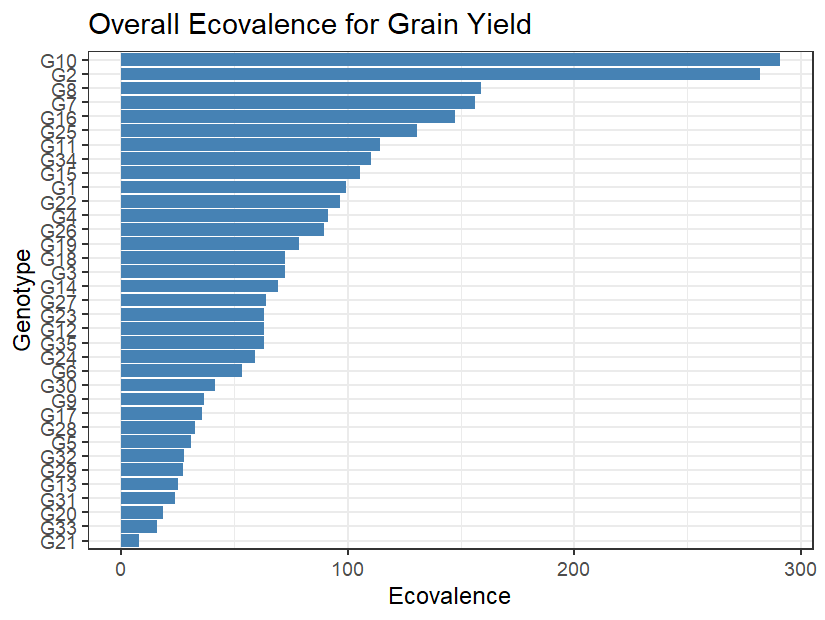 Overall Ecovalence for Grain Yield
Genotype
G10
G2
G8
G7
G16
G25
G11
G34
G15
G1
G22
G4
G26
G19
G18
G3
G14
G27
G23
G12
G35
G24
G6
G30
G9
G17
G28
G5
G32
G29
G13
G31
G20
G33
G21
0 100 200 300
Ecovalence